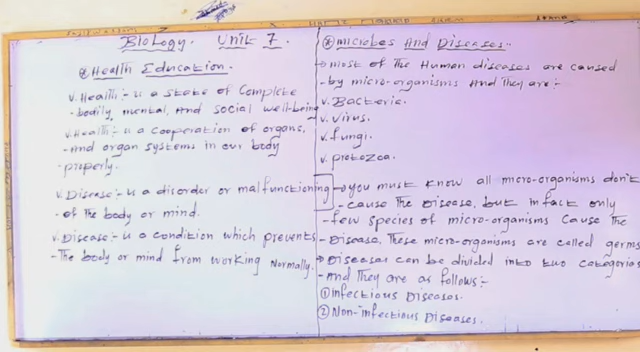 Biology. Unit 7.
Health Education.
v. Health :- is a state of Complete
- bodily, mental, And social well-being
v. Health :- is a cooperation of organs,
- And organ systems in our body
- properly.
v. Disease :- is a disorder or malfunctioning
- of the body or mind.
v. Disease :- is a condition which prevents
- The body or mind from working normally.
Microbes And Diseases :-
→ most of the Human diseases are caused
- by micro-organisms And they are :-
v. Bacteria.
v. Virus.
v. fungi.
v. protozoa.
→ you must know all micro-organisms don't
- cause the Disease, but in fact only
- few species of micro-organisms cause the
- Disease. These micro-organisms are called germs
→ Diseases can be divided into two categories
- And they are as follows :-
① Infectious Diseases.
② Non-infectious Diseases.